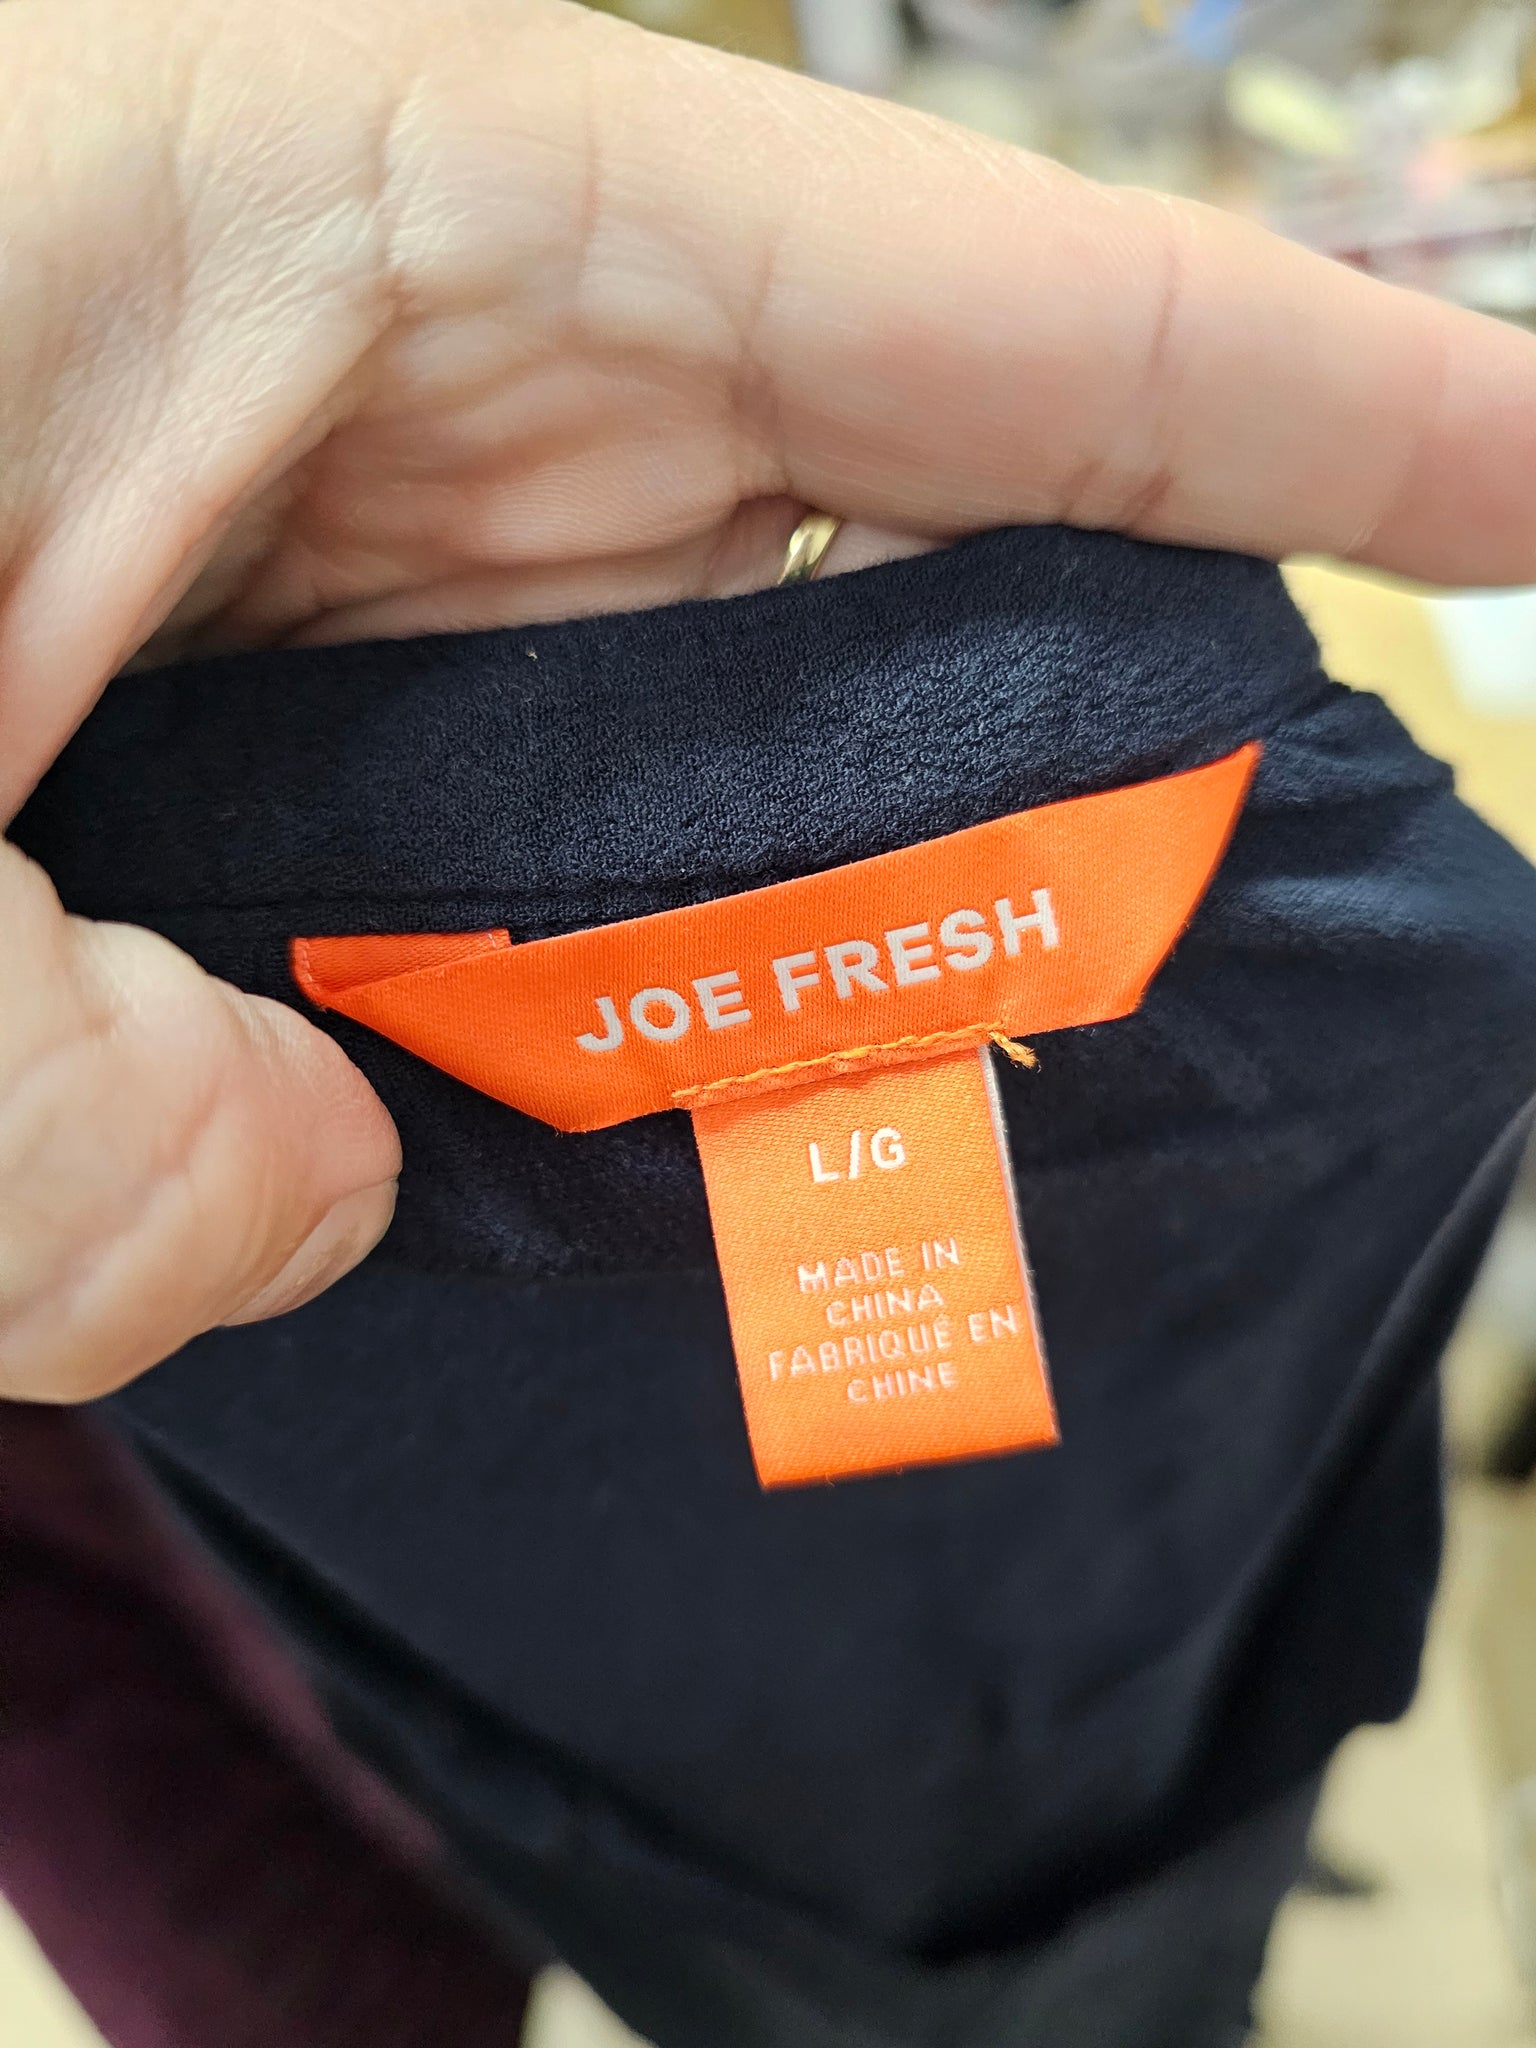 JOE FRESH
L/G
MADE IN
CHINA
FABRIQUÉ EN
CHINE